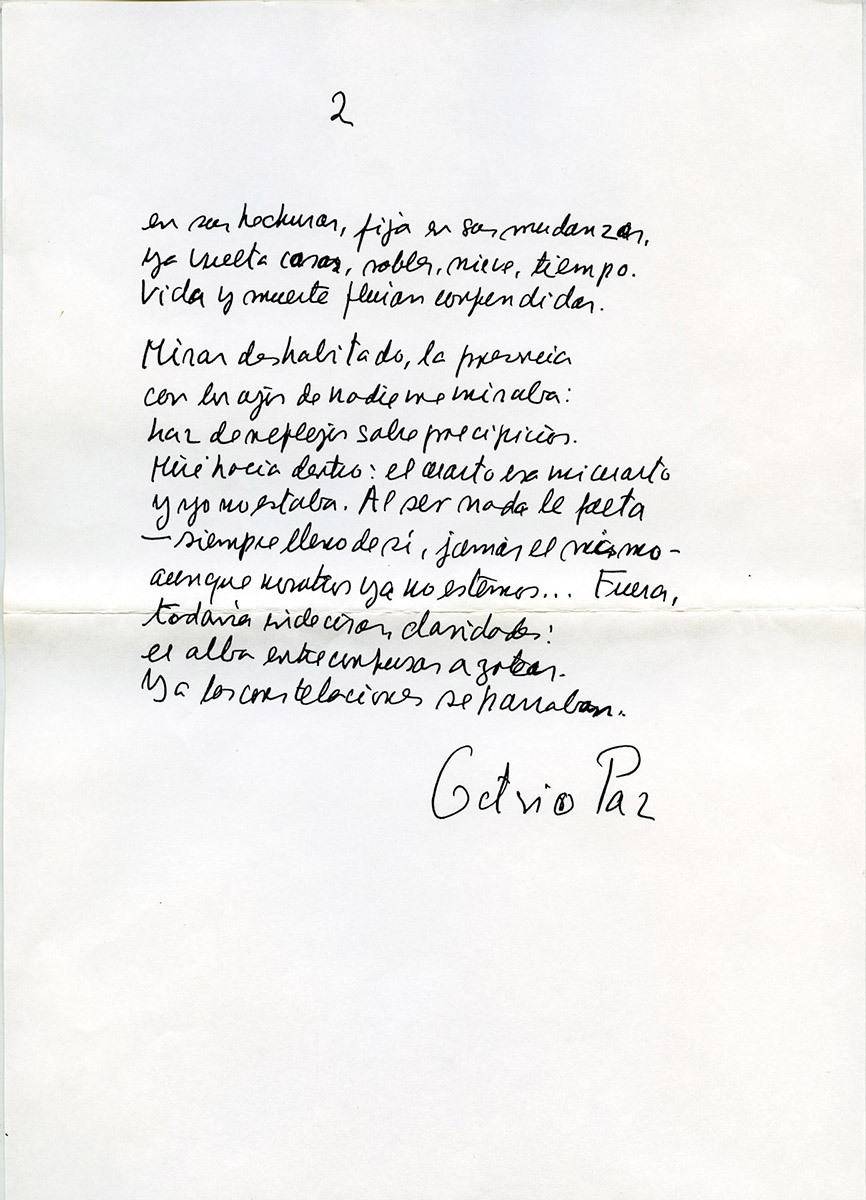 2
en sus hechuras, fija en sus mudanzas,
ya vuelta casas, robles, nieve, tiempo.
Vida y muerte fluían confundidas.
Mirar deshabitado, la presencia
con los ojos de nadie me miraba:
haz de reflejos sobre precipicios.
Miré hacia dentro: el cuarto era mi cuarto
y yo no estaba. Al ser nada le falta
—siempre lleno de sí, jamás el mismo—
aunque nosotros ya no estemos... Fuera,
todavía indecisas, claridades:
el alba entre confusas azoteas.
Ya las constelaciones se borraban.
Octavio Paz